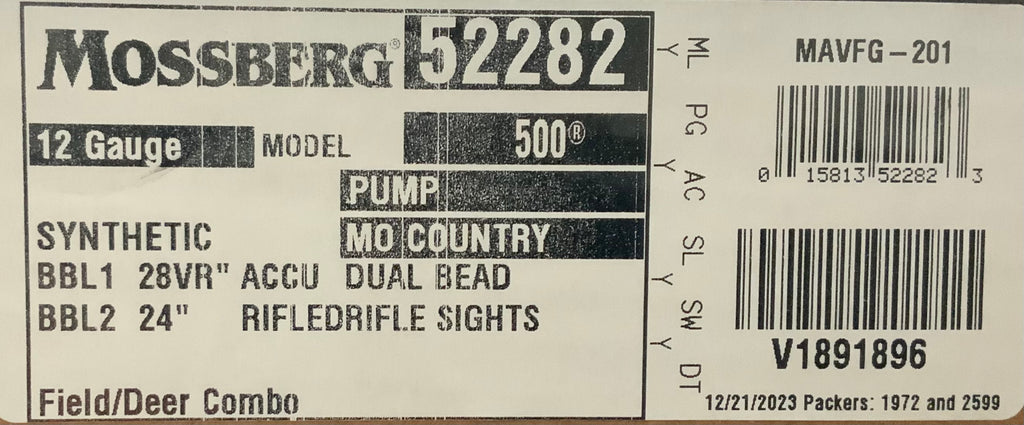 MOSSBERG® 52282
12 Gauge MODEL 500®
PUMP
SYNTHETIC MO COUNTRY
BBL1 28VR" ACCU DUAL BEAD
BBL2 24" RIFLEDRIFLE SIGHTS
Field/Deer Combo
ML PG AC SL SW DT
Y Y Y Y
MAVFG-201
0 15813 52282 3
V1891896
12/21/2023 Packers: 1972 and 2599